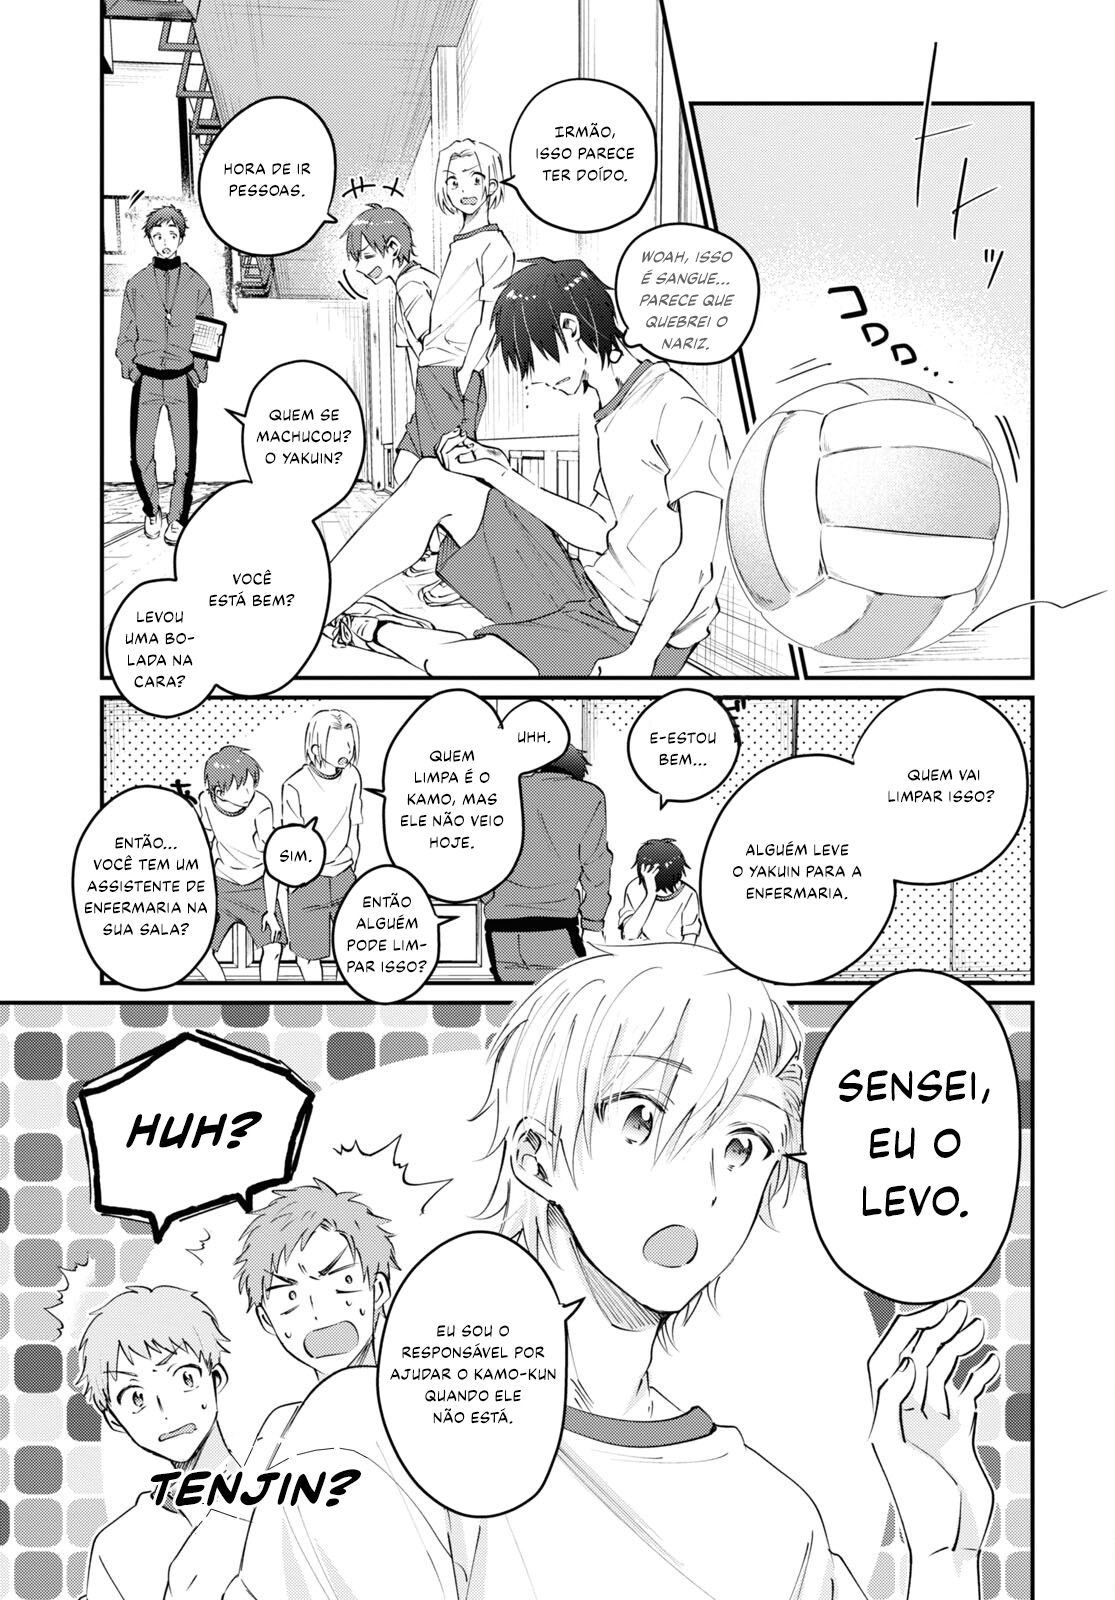 コロロ..
IRMÃO,
ISSO PARECE
TER DOÍDO.
WOAH, ISSO
É SANGUE...
PARECE QUE
QUEBREI O
NARIZ.
HORA DE IR
PESSOAS.
QUEM SE
MACHUCOU?
O YAKUIN?
VOCÊ
ESTÁ BEM?
LEVOU
UMA BO-
LADA NA
CARA?
QUEM VAI
LIMPAR ISSO?
ALGUÉM LEVE
O YAKUIN PARA A
ENFERMARIA.
E-ESTOU
BEM...
UHH.
QUEM
LIMPA É O
KAMO, MAS
ELE NÃO VEIO
HOJE.
ENTÃO
ALGUÉM
PODE LIM-
PAR ISSO?
SIM.
ENTÃO...
VOCÊ TEM UM
ASSISTENTE DE
ENFERMARIA NA
SUA SALA?
SENSEI,
EU O
LEVO.
EU SOU O
RESPONSÁVEL POR
AJUDAR O KAMO-KUN
QUANDO ELE
NÃO ESTÁ.
HUH?
TENJIN?